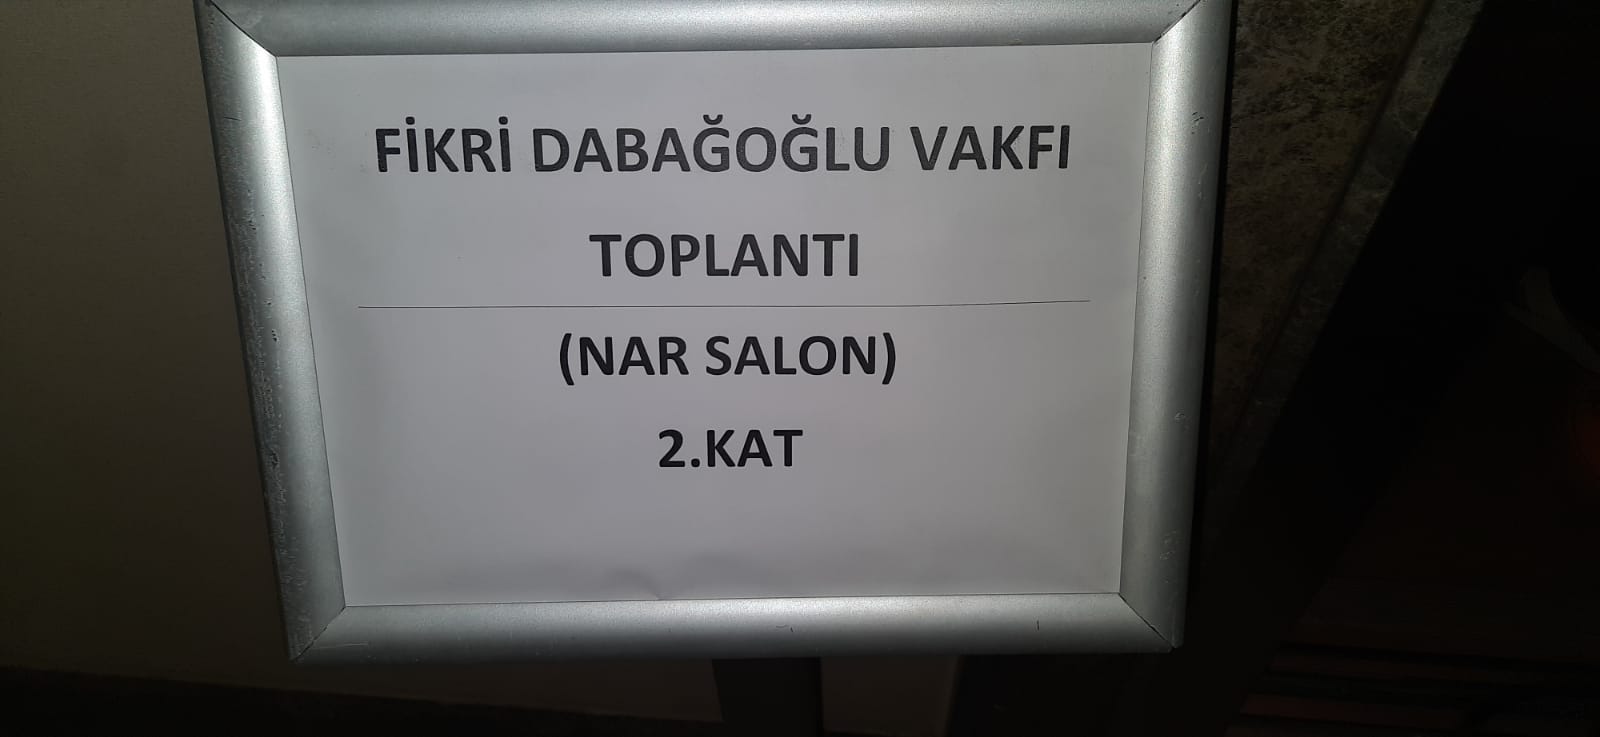 FİKRİ DABAĞOĞLU VAKFI
TOPLANTI
(NAR SALON)
2.KAT